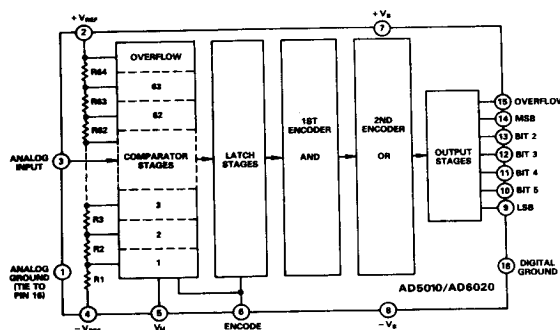 + VREF
2
+ VS
7
R64
R63
R62
R3
R2
R1
OVERFLOW
63
62
COMPARATOR
STAGES
3
2
1
LATCH
STAGES
1ST
ENCODER
AND
2ND
ENCODER
OR
OUTPUT
STAGES
15 OVERFLOW
14 MSB
13 BIT 2
12 BIT 3
11 BIT 4
10 BIT 5
9 LSB
ANALOG
INPUT
3
ANALOG
GROUND
(TIE TO
PIN 16)
1
16
DIGITAL
GROUND
AD5010/AD6020
4
− VREF
5
VH
6
ENCODE
8
− VS